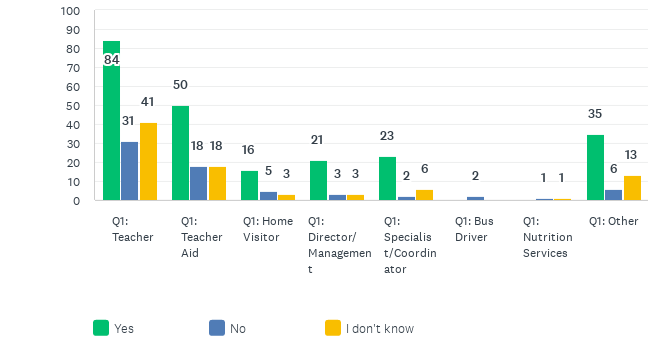 100
90
80
70
60
50
40
30
20
10
0
84
31
41
50
18
18
16
5
3
21
3
3
23
2
6
2
1
1
35
6
13
Q1:
Teacher
Q1:
Teacher
Aid
Q1: Home
Visitor
Q1:
Director/
Managemen
t
Q1:
Specialis
t/Coordin
ator
Q1: Bus
Driver
Q1:
Nutrition
Services
Q1: Other
Yes
No
I don't know